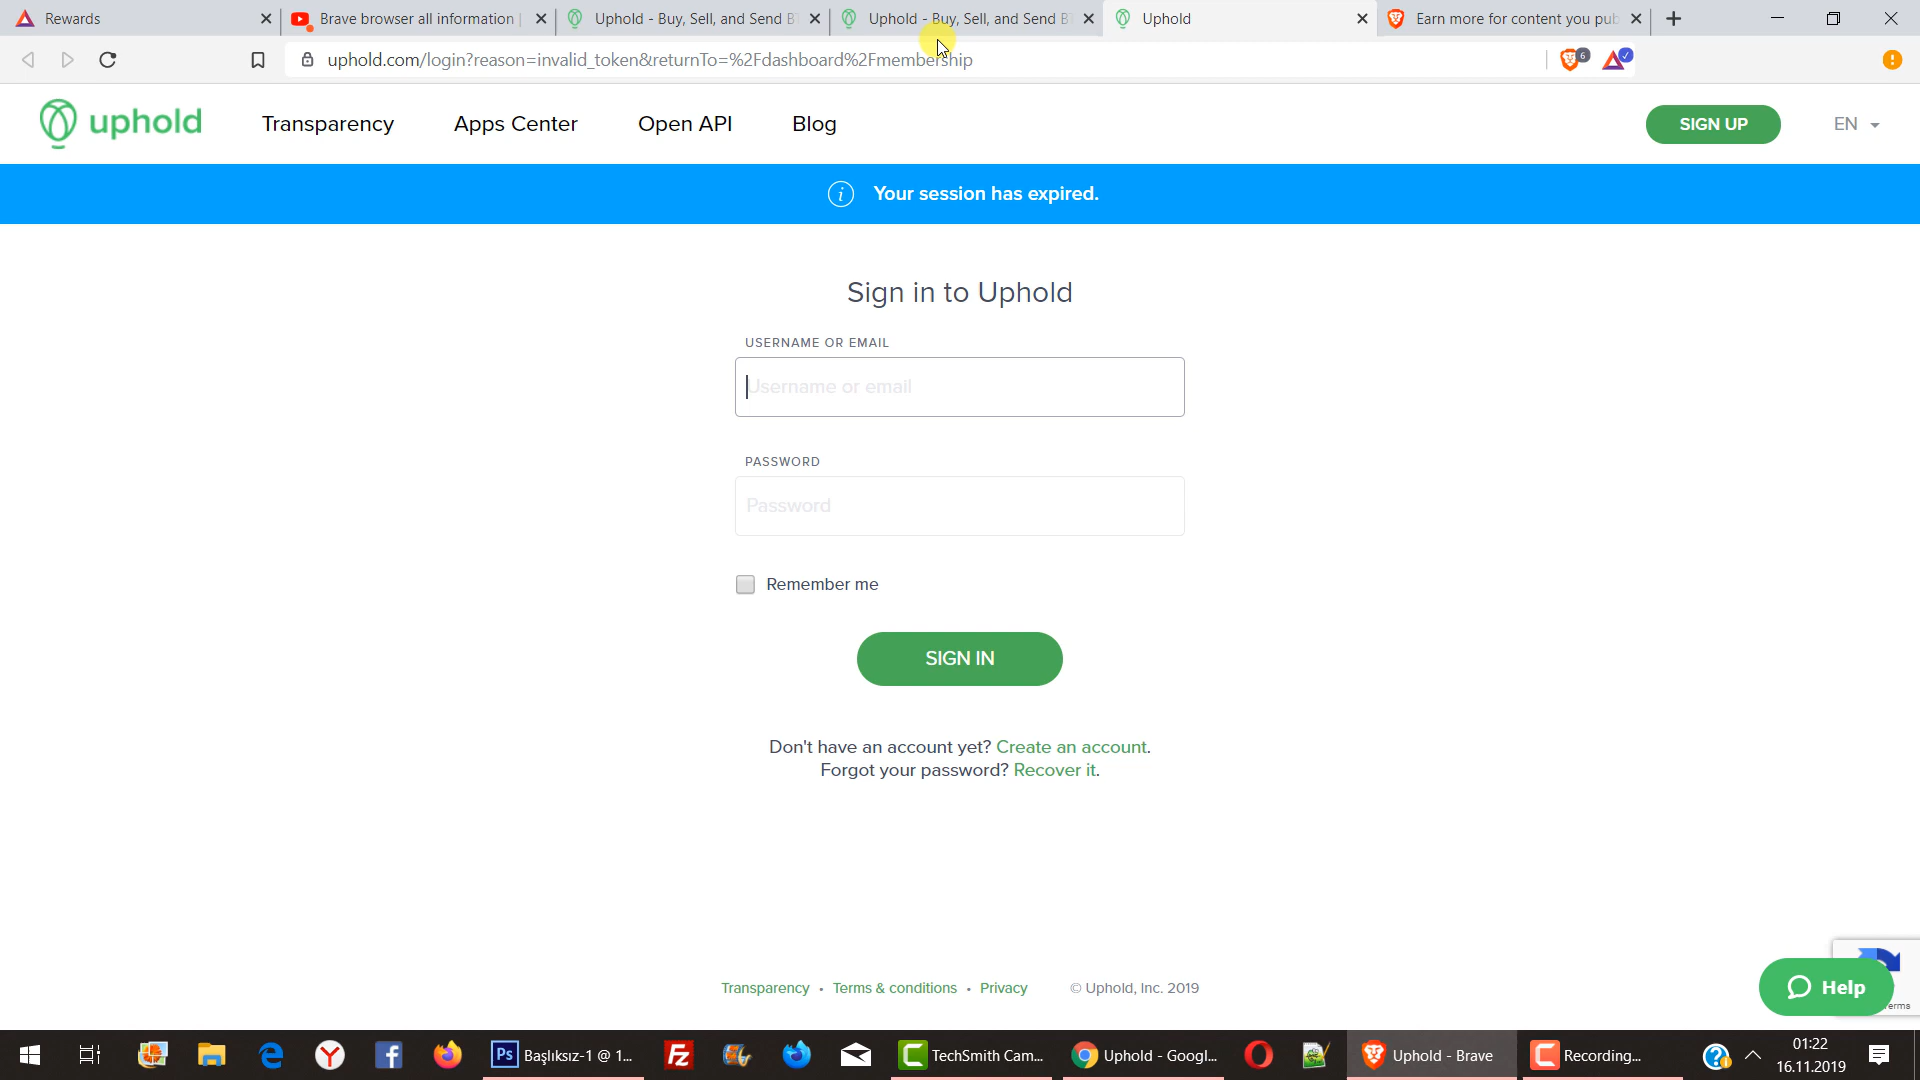 Rewards
Brave browser all information |
Uphold - Buy, Sell, and Send B
Uphold - Buy, Sell, and Send B
Uphold
Earn more for content you pub
uphold.com/login?reason=invalid_token&returnTo=%2Fdashboard%2Fmembership
6
uphold
Transparency
Apps Center
Open API
Blog
SIGN UP
EN
Your session has expired.
Sign in to Uphold
USERNAME OR EMAIL
Username or email
PASSWORD
Password
Remember me
SIGN IN
Don't have an account yet? Create an account.
Forgot your password? Recover it.
Transparency • Terms & conditions • Privacy © Uphold, Inc. 2019
Help
Ps
Başlıksız-1 @ 1...
Fz
TechSmith Cam...
Uphold - Googl...
Uphold - Brave
Recording...
01:22
16.11.2019